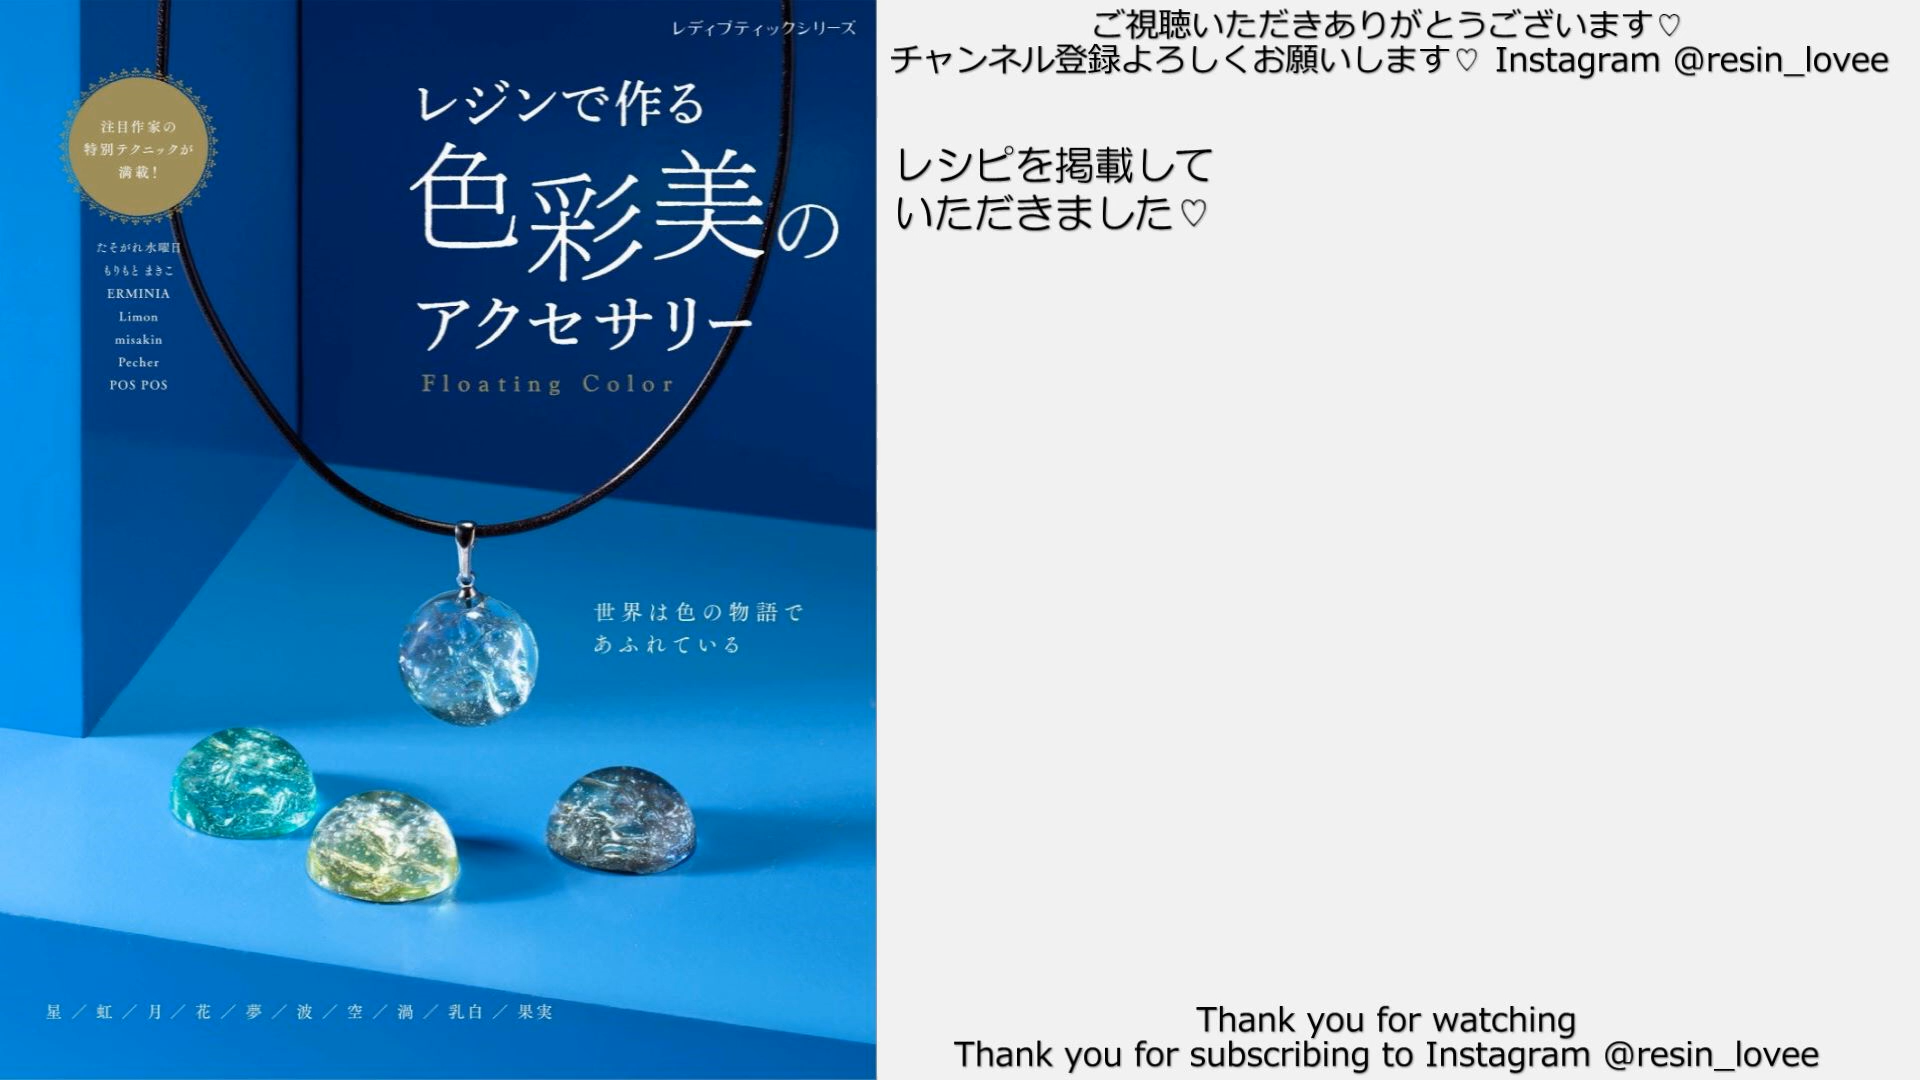 レディブティックシリーズ
注目作家の
特別テクニックが
満載！
レジンで作る
色彩美の
アクセサリー
Floating Color
たそがれ水曜日
もりもと まきこ
ERMINIA
Limon
misakin
Pecher
POS POS
世界は色の物語で
あふれている
星／虹／月／花／夢／波／空／渦／乳白／果実
ご視聴いただきありがとうございます♡
チャンネル登録よろしくお願いします♡ Instagram @resin_lovee
レシピを掲載して
いただきました♡
Thank you for watching
Thank you for subscribing to Instagram @resin_lovee